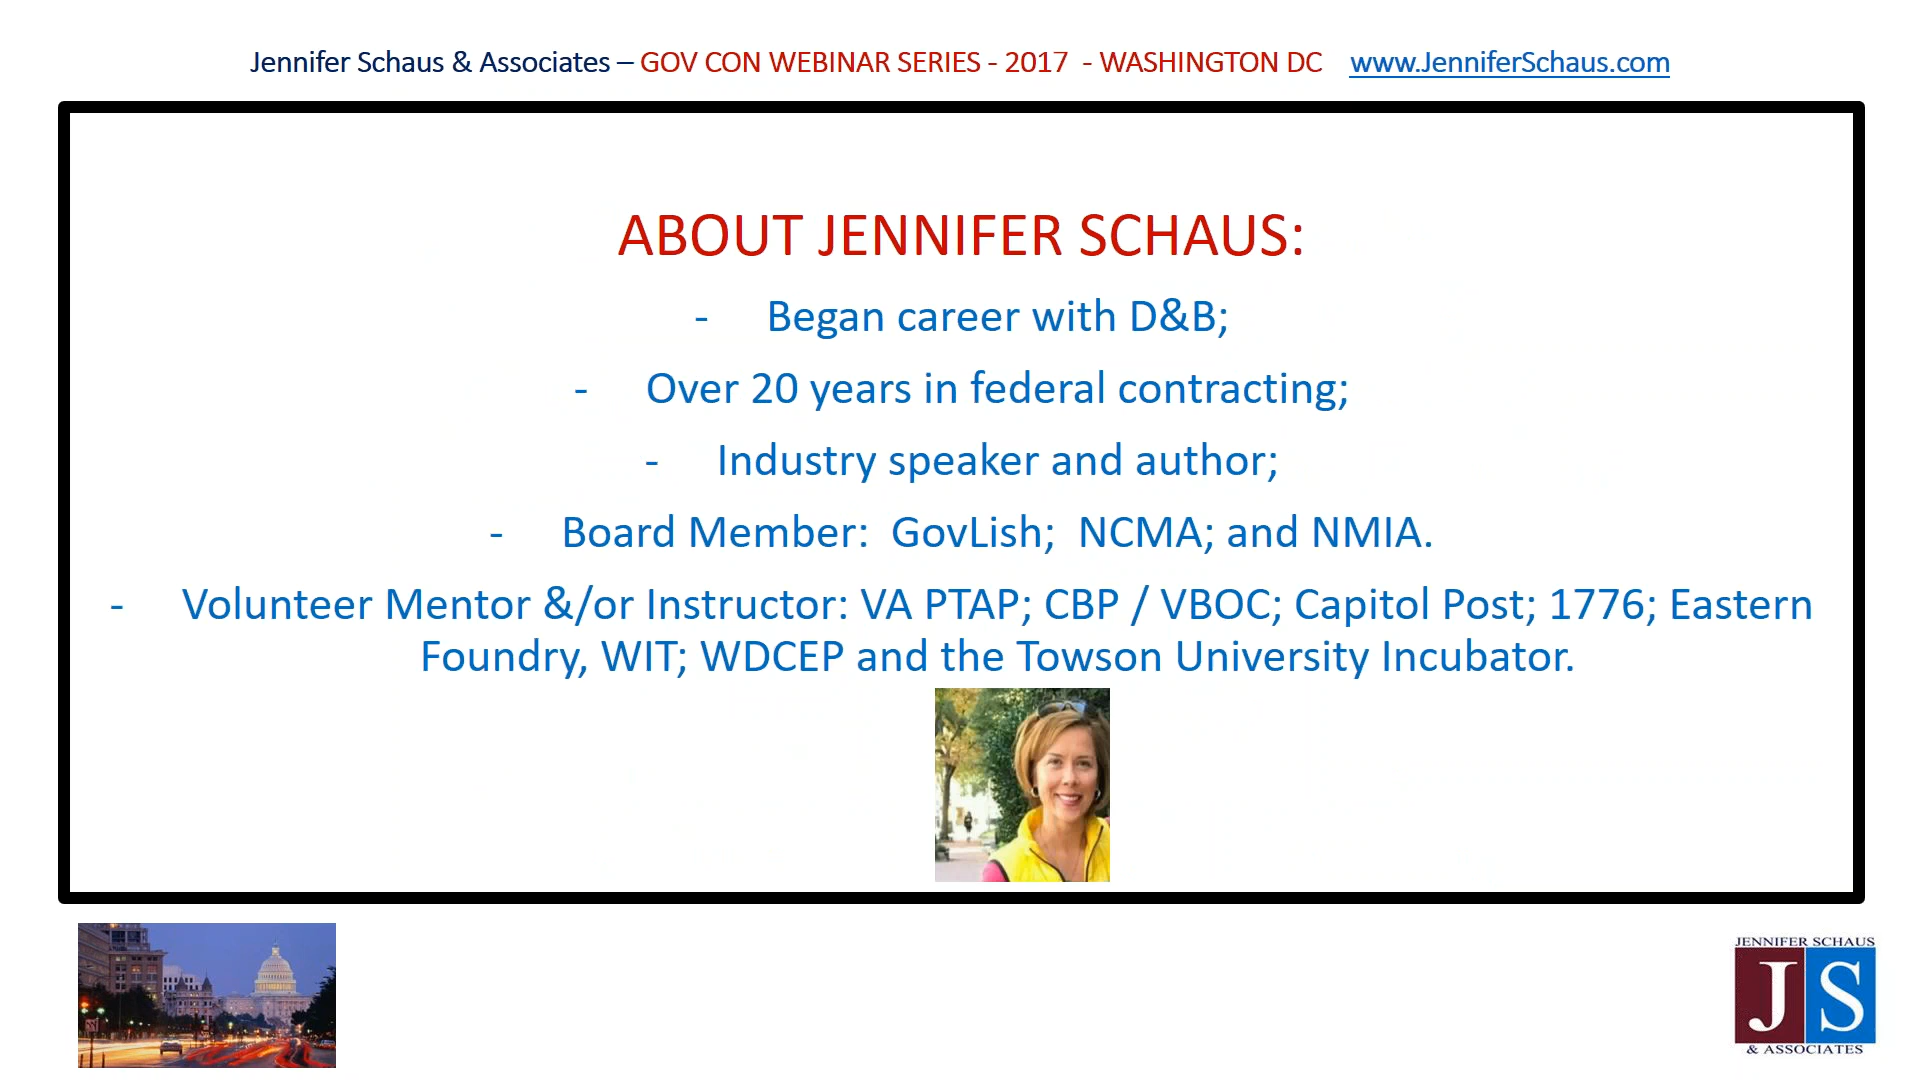 Jennifer Schaus & Associates – GOV CON WEBINAR SERIES - 2017 - WASHINGTON DC www.JenniferSchaus.com
ABOUT JENNIFER SCHAUS:
- Began career with D&B;
- Over 20 years in federal contracting;
- Industry speaker and author;
- Board Member: GovLish; NCMA; and NMIA.
- Volunteer Mentor &/or Instructor: VA PTAP; CBP / VBOC; Capitol Post; 1776; Eastern
Foundry, WIT; WDCEP and the Towson University Incubator.
JENNIFER SCHAUS
JS
& ASSOCIATES